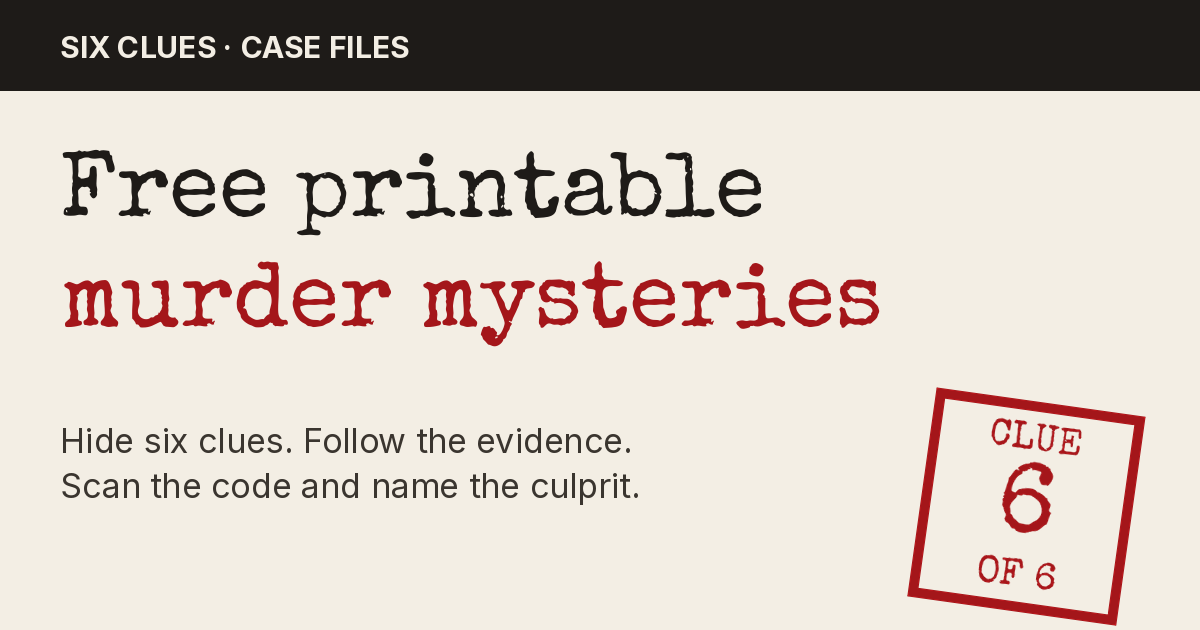 SIX CLUES · CASE FILES
Free printable
murder mysteries
Hide six clues. Follow the evidence.
Scan the code and name the culprit.
CLUE
6
OF 6